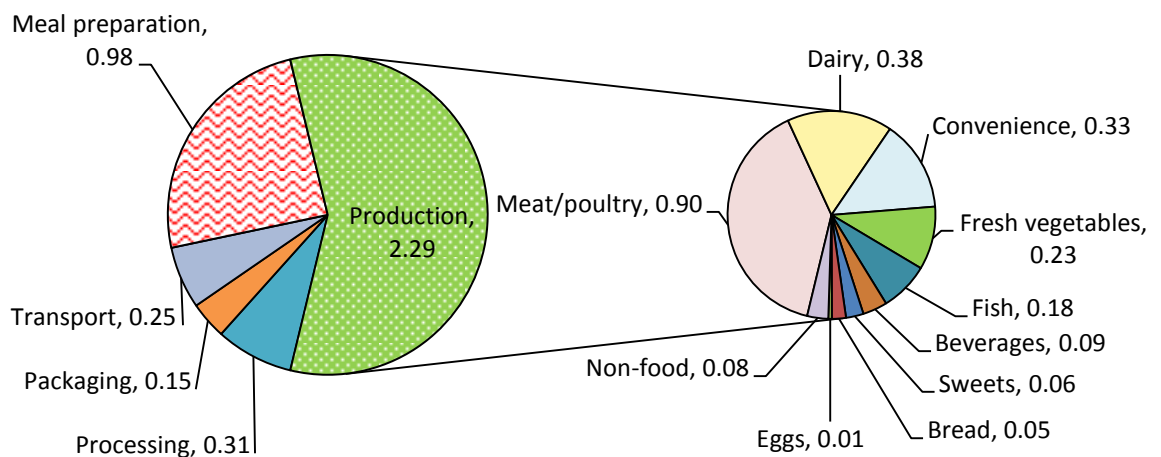 Meal preparation,
0.98
Production,
2.29
Transport, 0.25
Packaging, 0.15
Processing, 0.31
Dairy, 0.38
Convenience, 0.33
Meat/poultry, 0.90
Fresh vegetables,
0.23
Fish, 0.18
Beverages, 0.09
Non-food, 0.08
Sweets, 0.06
Bread, 0.05
Eggs, 0.01